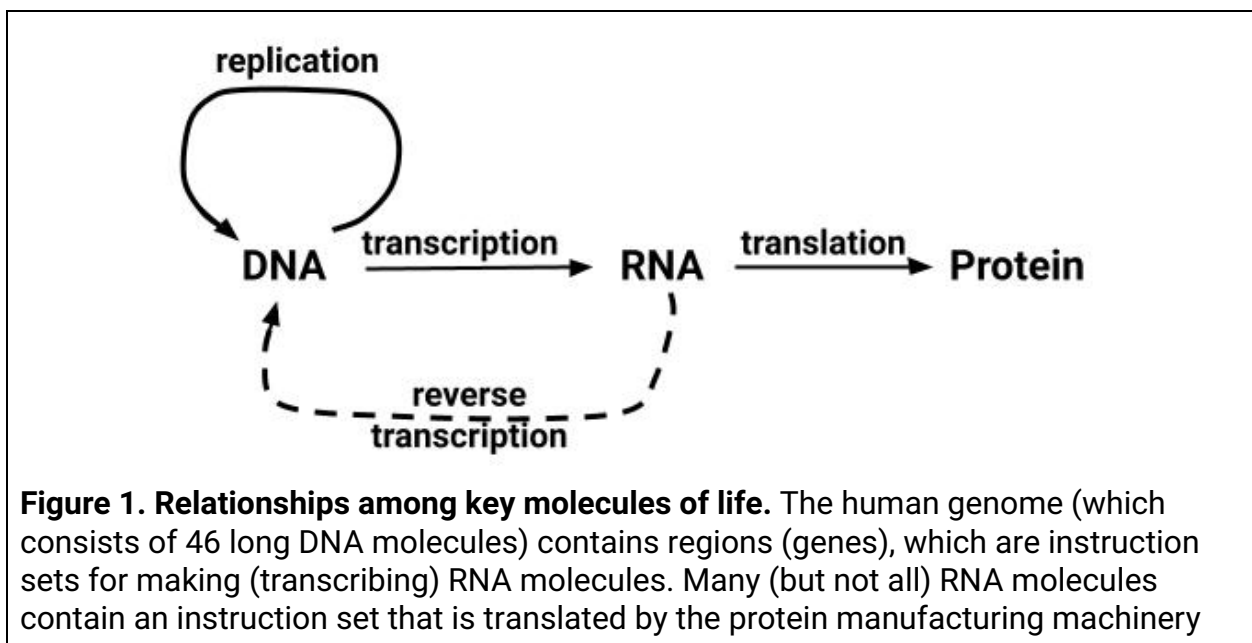 replication
transcription
translation
DNA
RNA
Protein
reverse
transcription
Figure 1. Relationships among key molecules of life. The human genome (which
consists of 46 long DNA molecules) contains regions (genes), which are instruction
sets for making (transcribing) RNA molecules. Many (but not all) RNA molecules
contain an instruction set that is translated by the protein manufacturing machinery